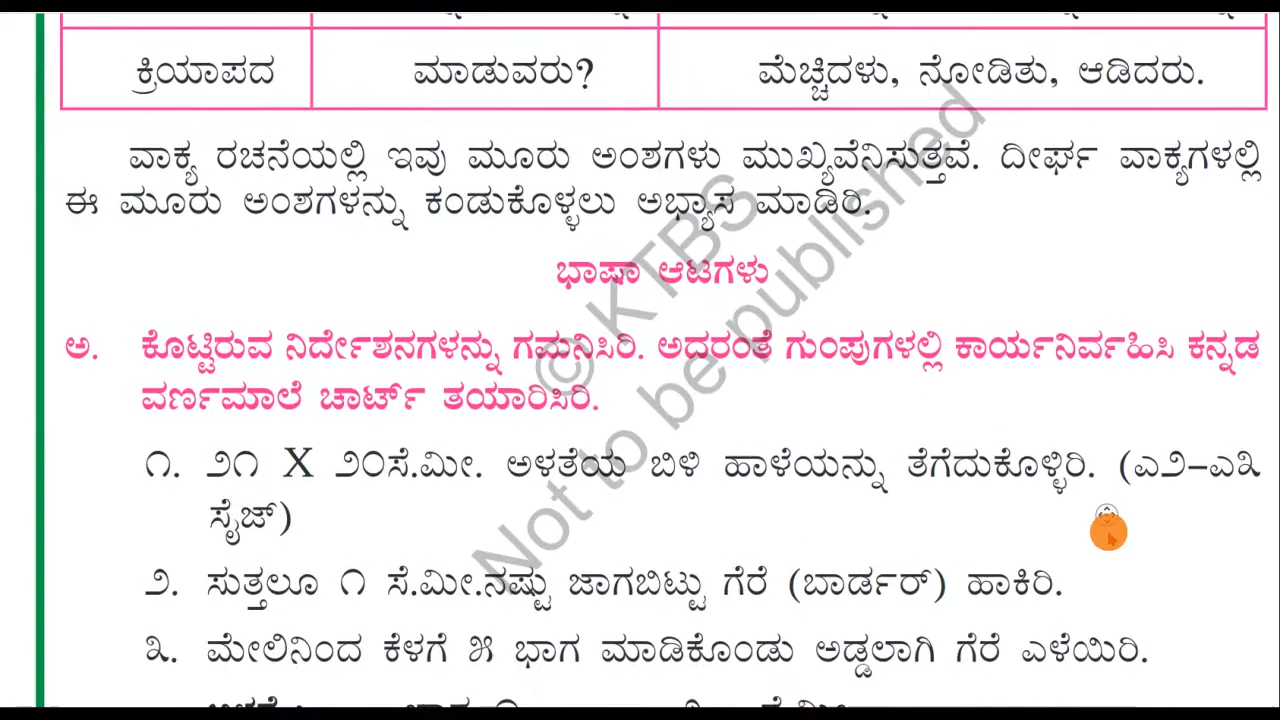 ಕ್ರಿಯಾಪದ ಮಾಡುವರು? ಮೆಚ್ಚಿದಳು, ನೋಡಿತು, ಆಡಿದರು.
ವಾಕ್ಯ ರಚನೆಯಲ್ಲಿ ಇವು ಮೂರು ಅಂಶಗಳು ಮುಖ್ಯವೆನಿಸುತ್ತವೆ. ದೀರ್ಘ ವಾಕ್ಯಗಳಲ್ಲಿ
ಈ ಮೂರು ಅಂಶಗಳನ್ನು ಕಂಡುಕೊಳ್ಳಲು ಅಭ್ಯಾಸ ಮಾಡಿರಿ.
ಭಾಷಾ ಆಟಗಳು
ಅ. ಕೊಟ್ಟಿರುವ ನಿರ್ದೇಶನಗಳನ್ನು ಗಮನಿಸಿರಿ. ಅದರಂತೆ ಗುಂಪುಗಳಲ್ಲಿ ಕಾರ್ಯನಿರ್ವಹಿಸಿ ಕನ್ನಡ
ವರ್ಣಮಾಲೆ ಚಾರ್ಟ್ ತಯಾರಿಸಿರಿ.
೧. ೨೧ X ೨೦ಸೆ.ಮೀ. ಅಳತೆಯ ಬಿಳಿ ಹಾಳೆಯನ್ನು ತೆಗೆದುಕೊಳ್ಳಿರಿ. (ಎ೨–ಎ೩
ಸೈಜ್)
೨. ಸುತ್ತಲೂ ೧ ಸೆ.ಮೀ.ನಷ್ಟು ಜಾಗಬಿಟ್ಟು ಗೆರೆ (ಬಾರ್ಡರ್) ಹಾಕಿರಿ.
೩. ಮೇಲಿನಿಂದ ಕೆಳಗೆ ೫ ಭಾಗ ಮಾಡಿಕೊಂಡು ಅಡ್ಡಲಾಗಿ ಗೆರೆ ಎಳೆಯಿರಿ.
© KTBS
Not to be published